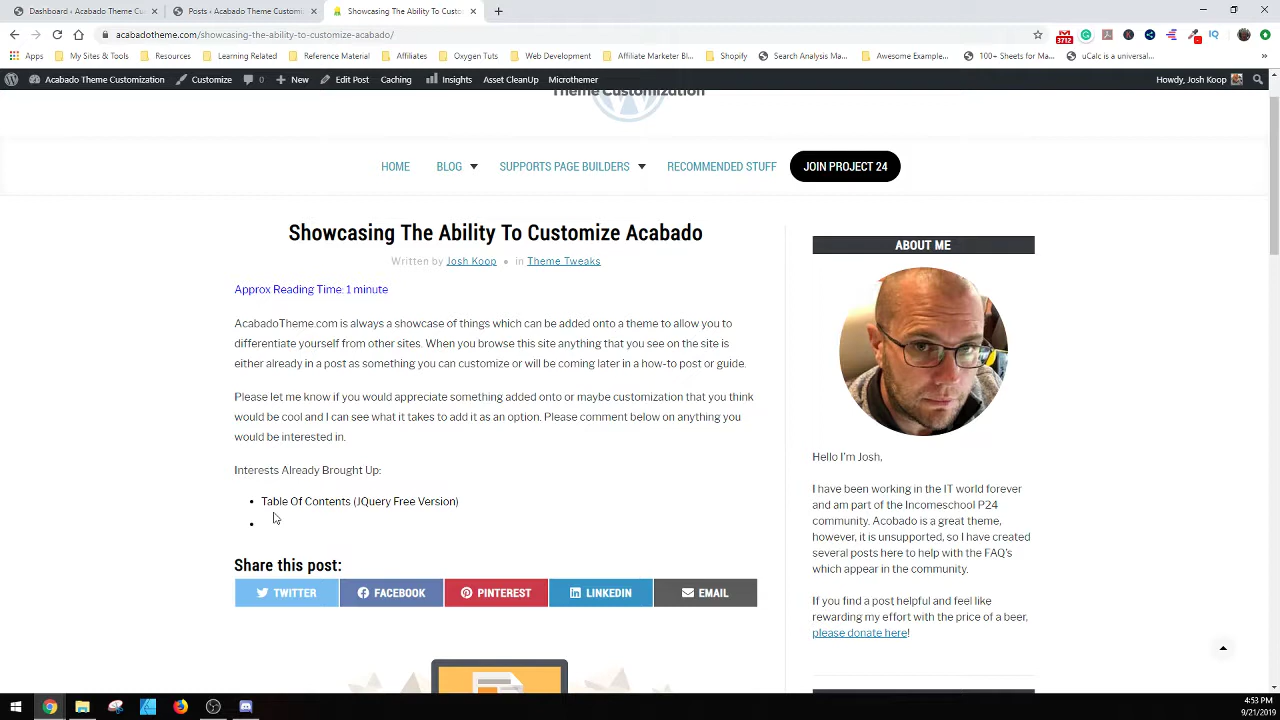 Dashboard ‹ Acabado Theme Cu
Posts ‹ Acabado Theme Customiz
Showcasing The Ability To Custo
acabadotheme.com/showcasing-the-ability-to-customize-acabado/
3712
Apps
My Sites & Tools
Resources
Learning Related
Reference Material
Affiliates
Oxygen Tuts
Web Development
Affiliate Marketer Bl...
Shopify
Search Analysis Ma...
Awesome Example...
100+ Sheets for Ma...
uCalc is a universal...
Acabado Theme Customization
Customize
0
New
Edit Post
Caching
Insights
Asset CleanUp
Microthemer
Howdy, Josh Koop
Theme Customization
HOME
BLOG
SUPPORTS PAGE BUILDERS
RECOMMENDED STUFF
JOIN PROJECT 24
Showcasing The Ability To Customize Acabado
Written by Josh Koop • in Theme Tweaks
Approx Reading Time: 1 minute
AcabadoTheme.com is always a showcase of things which can be added onto a theme to allow you to
differentiate yourself from other sites. When you browse this site anything that you see on the site is
either already in a post as something you can customize or will be coming later in a how-to post or guide.
Please let me know if you would appreciate something added onto or maybe customization that you think
would be cool and I can see what it takes to add it as an option. Please comment below on anything you
would be interested in.
Interests Already Brought Up:
• Table Of Contents (JQuery Free Version)
•
Share this post:
TWITTER
FACEBOOK
PINTEREST
LINKEDIN
EMAIL
ABOUT ME
Hello I'm Josh,
I have been working in the IT world forever
and am part of the Incomeschool P24
community. Acobado is a great theme,
however, it is unsupported, so I have created
several posts here to help with the FAQ's
which appear in the community.
If you find a post helpful and feel like
rewarding my effort with the price of a beer,
please donate here!
4:53 PM
9/21/2019